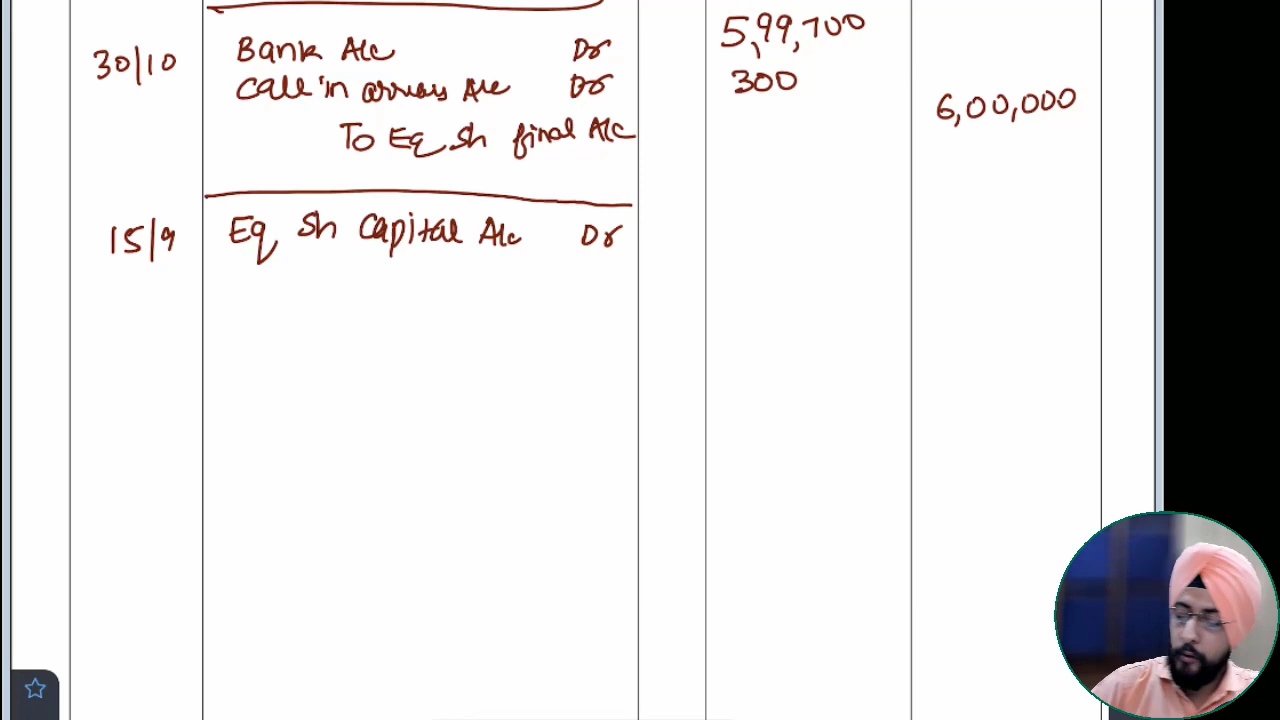 5,99,700
30/10 Bank A/c Dr
Call in arrears A/c Dr 300
To Eq Sh final A/c 6,00,000
15/9 Eq Sh Capital A/c Dr